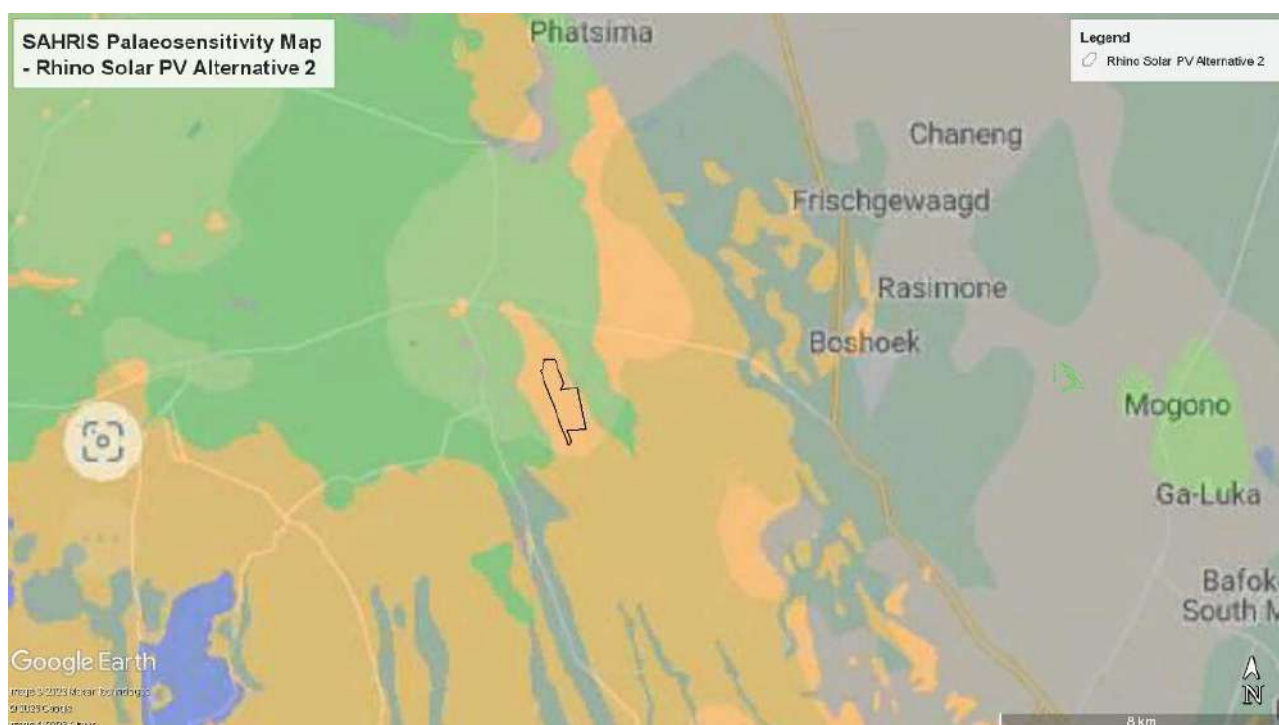 SAHRIS Palaeosensitivity Map
- Rhino Solar PV Alternative 2
Legend
Rhino Solar PV Alternative 2
Phatsima
Chaneng
Frischgewaagd
Rasimone
Boshoek
Mogono
Ga-Luka
Bafok
South M
Google Earth
N
8 km